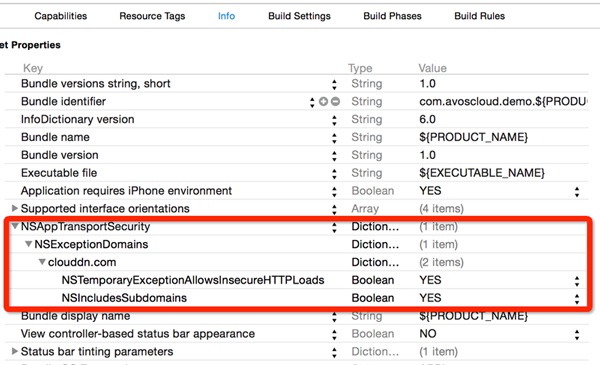 Capabilities Resource Tags Info Build Settings Build Phases Build Rules
et Properties
Key Type Value
Bundle versions string, short String 1.0
Bundle identifier String com.avoscloud.demo.${PRODU
InfoDictionary version String 6.0
Bundle name String ${PRODUCT_NAME}
Bundle version String 1.0
Executable file String ${EXECUTABLE_NAME}
Application requires iPhone environment Boolean YES
Supported interface orientations Array (4 items)
NSAppTransportSecurity Diction... (1 item)
NSExceptionDomains Diction... (1 item)
clouddn.com Diction... (2 items)
NSTemporaryExceptionAllowsInsecureHTTPLoads Boolean YES
NSIncludesSubdomains Boolean YES
Bundle display name String ${PRODUCT_NAME}
View controller-based status bar appearance Boolean NO
Status bar tinting parameters Diction... (1 item)